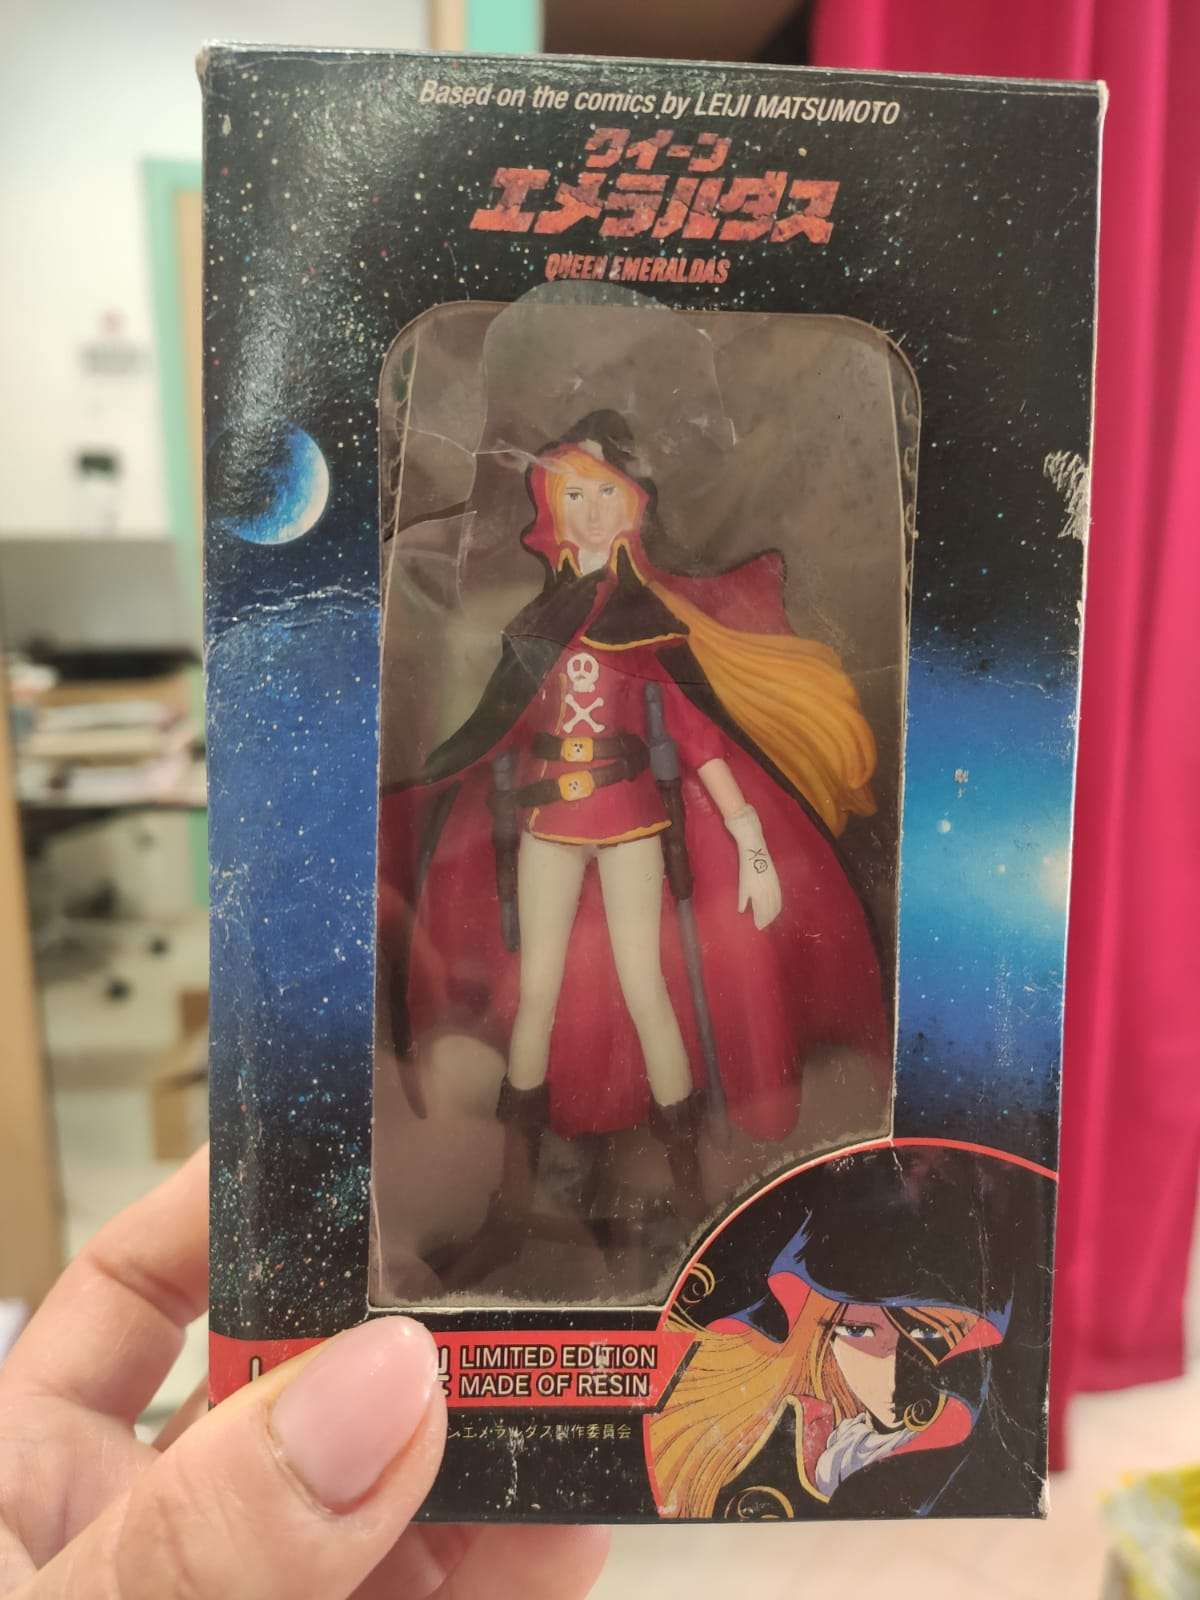 Based on the comics by LEIJI MATSUMOTO
クイーン
エメラルダス
QUEEN EMERALDAS
LIMITED EDITION
MADE OF RESIN
ンエメラルダス製作委員会